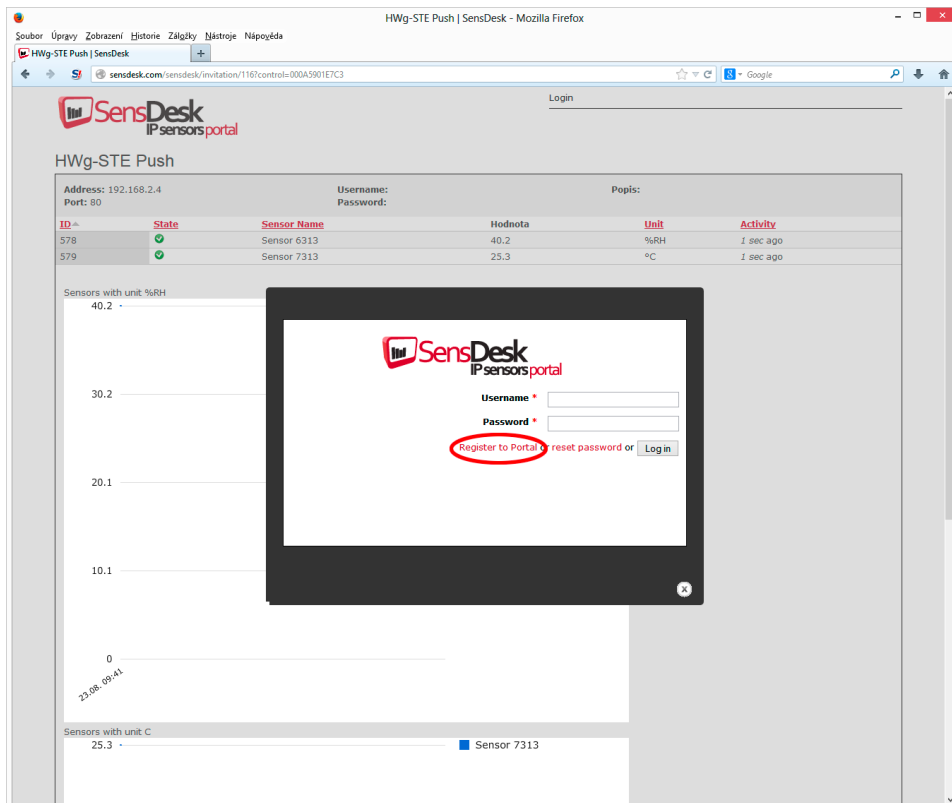 HWg-STE Push | SensDesk - Mozilla Firefox
Soubor Úpravy Zobrazení Historie Záložky Nástroje Nápověda
HWg-STE Push | SensDesk +
sensdesk.com/sensdesk/invitation/116?control=000A5901E7C3 Google
Login
SensDesk
IP sensors portal
HWg-STE Push
Address: 192.168.2.4 Username: Popis:
Port: 80 Password:
ID State Sensor Name Hodnota Unit Activity
578 Sensor 6313 40.2 %RH 1 sec ago
579 Sensor 7313 25.3 °C 1 sec ago
Sensors with unit %RH
40.2
30.2
20.1
10.1
0
23.08. 09:41
SensDesk
IP sensors portal
Username *
Password *
Register to Portal or reset password or Log in
x
Sensors with unit C
25.3 Sensor 7313